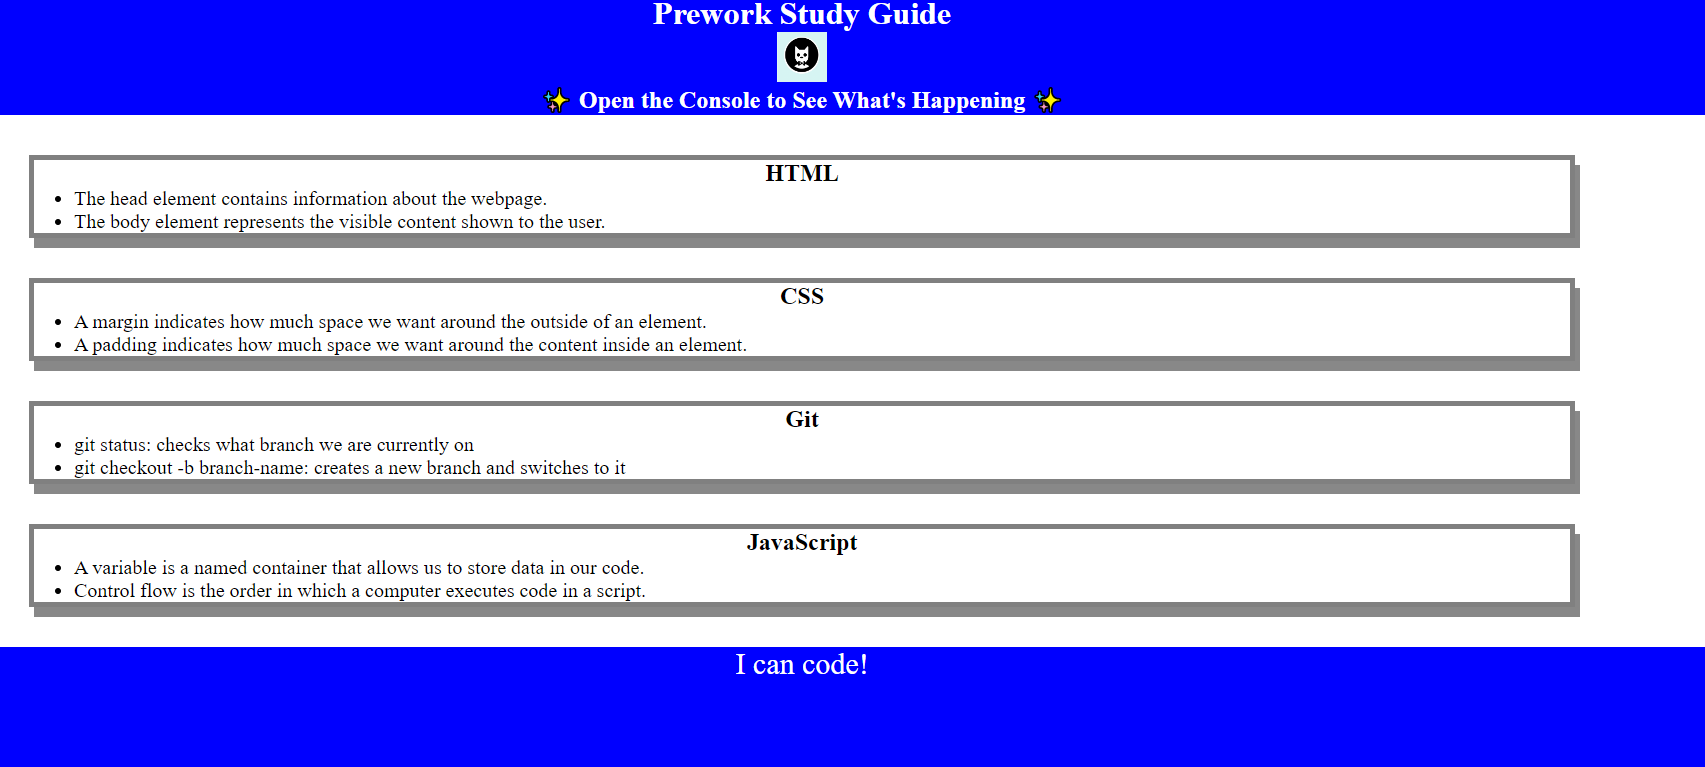 Prework Study Guide
✨ Open the Console to See What's Happening ✨
HTML
• The head element contains information about the webpage.
• The body element represents the visible content shown to the user.
CSS
• A margin indicates how much space we want around the outside of an element.
• A padding indicates how much space we want around the content inside an element.
Git
• git status: checks what branch we are currently on
• git checkout -b branch-name: creates a new branch and switches to it
JavaScript
• A variable is a named container that allows us to store data in our code.
• Control flow is the order in which a computer executes code in a script.
I can code!